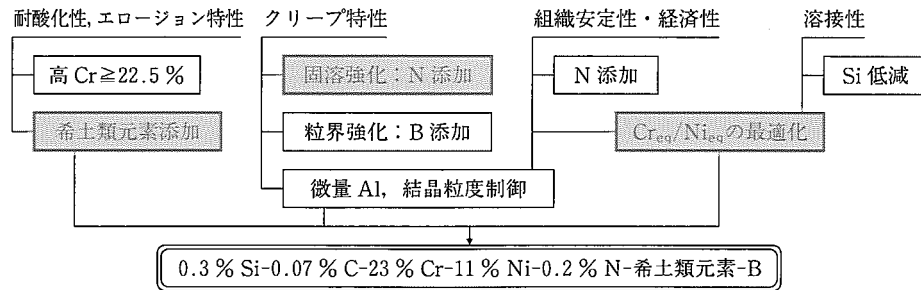 耐酸化性,エロージョン特性
クリープ特性
組織安定性・経済性
溶接性
高 Cr≧22.5 %
固溶強化:N 添加
N 添加
Si 低減
希土類元素添加
粒界強化:B 添加
Creq/Nieqの最適化
微量 Al, 結晶粒度制御
0.3 % Si-0.07 % C-23 % Cr-11 % Ni-0.2 % N-希土類元素-B